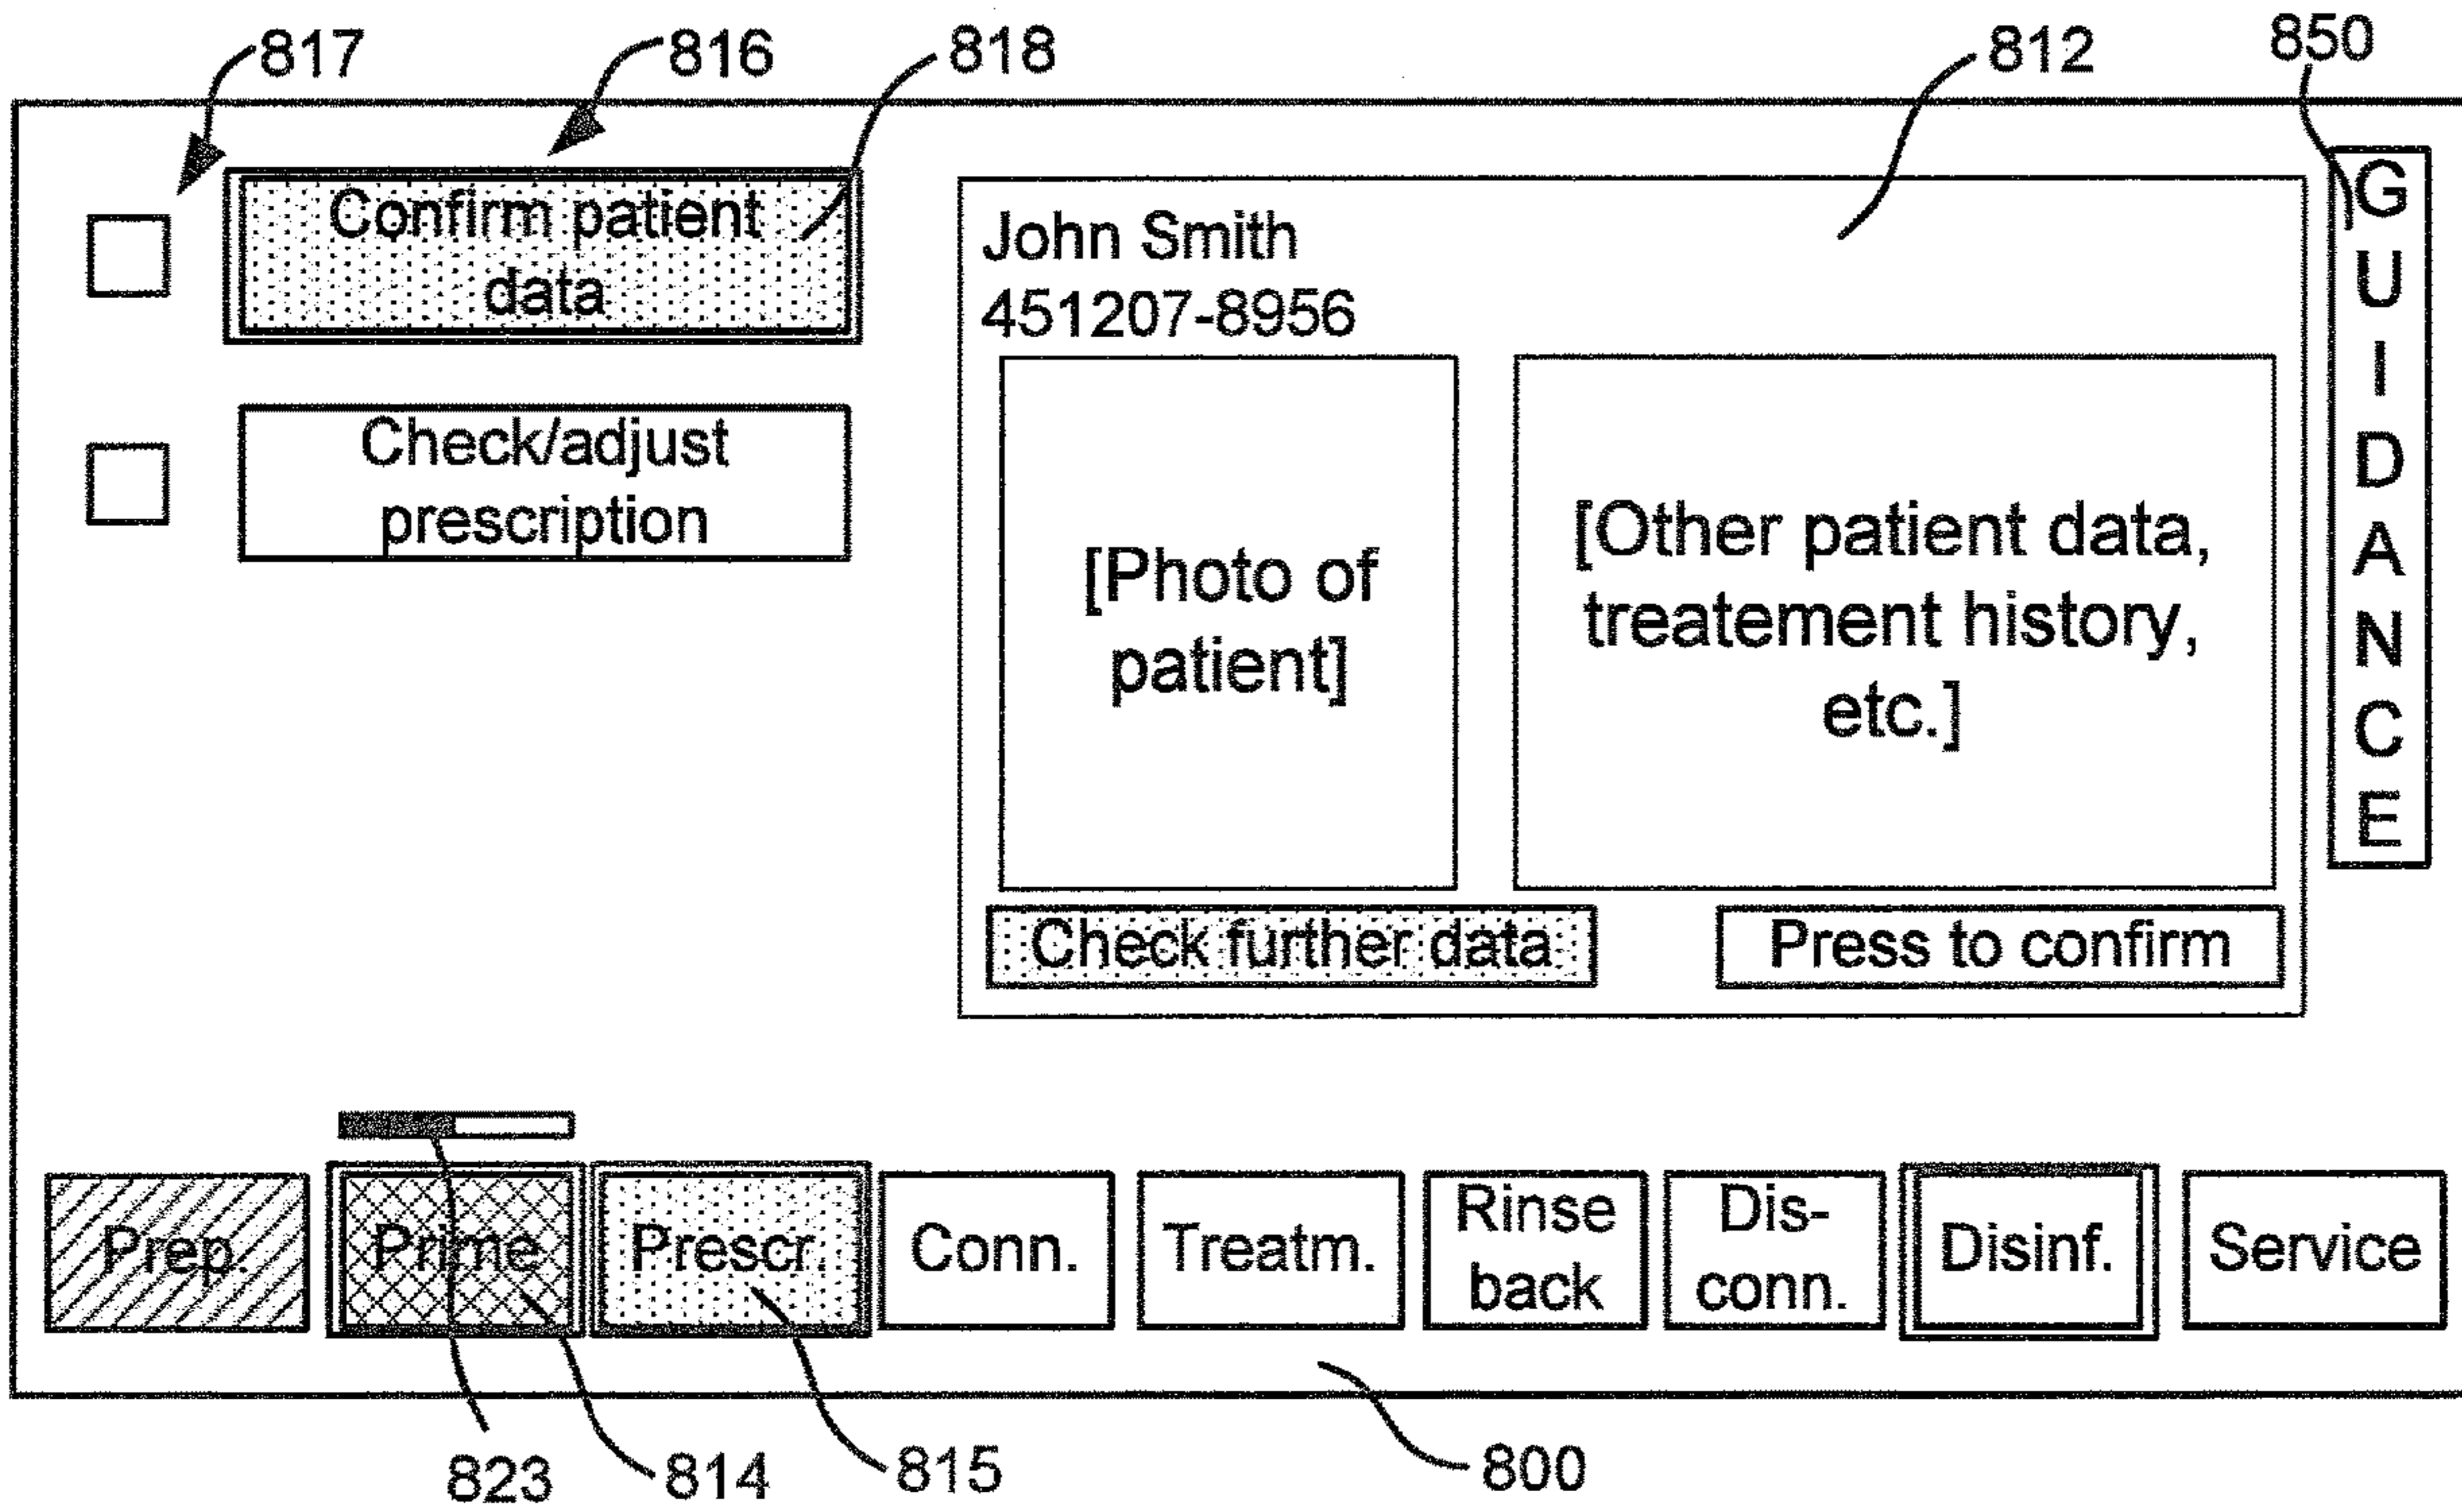 817
816
818
812
850
Confirm patient
data
Check/adjust
prescription
John Smith
451207-8956
[Photo of
patient]
[Other patient data,
treatement history,
etc.]
Check further data
Press to confirm
GUIDANCE
Prep.
Prime
Prescr.
Conn.
Treatm.
Rinse
back
Dis-
conn.
Disinf.
Service
823
814
815
800